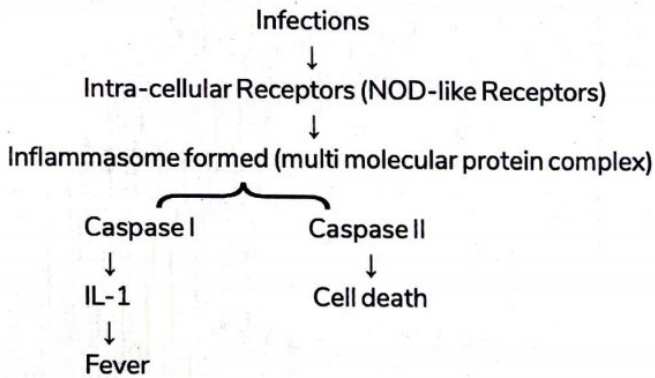 Infections
↓
Intra-cellular Receptors (NOD-like Receptors)
↓
Inflammasome formed (multi molecular protein complex)
Caspase I Caspase II
↓ ↓
IL-1 Cell death
↓
Fever